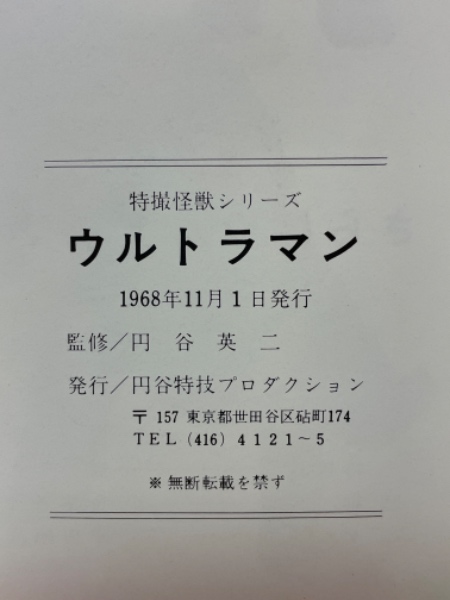 特撮怪獣シリーズ
ウルトラマン
1968年11月1日発行
監修/円谷英二
発行/円谷特技プロダクション
〒 157 東京都世田谷区砧町174
TEL (416) 4121~5
※無断転載を禁ず